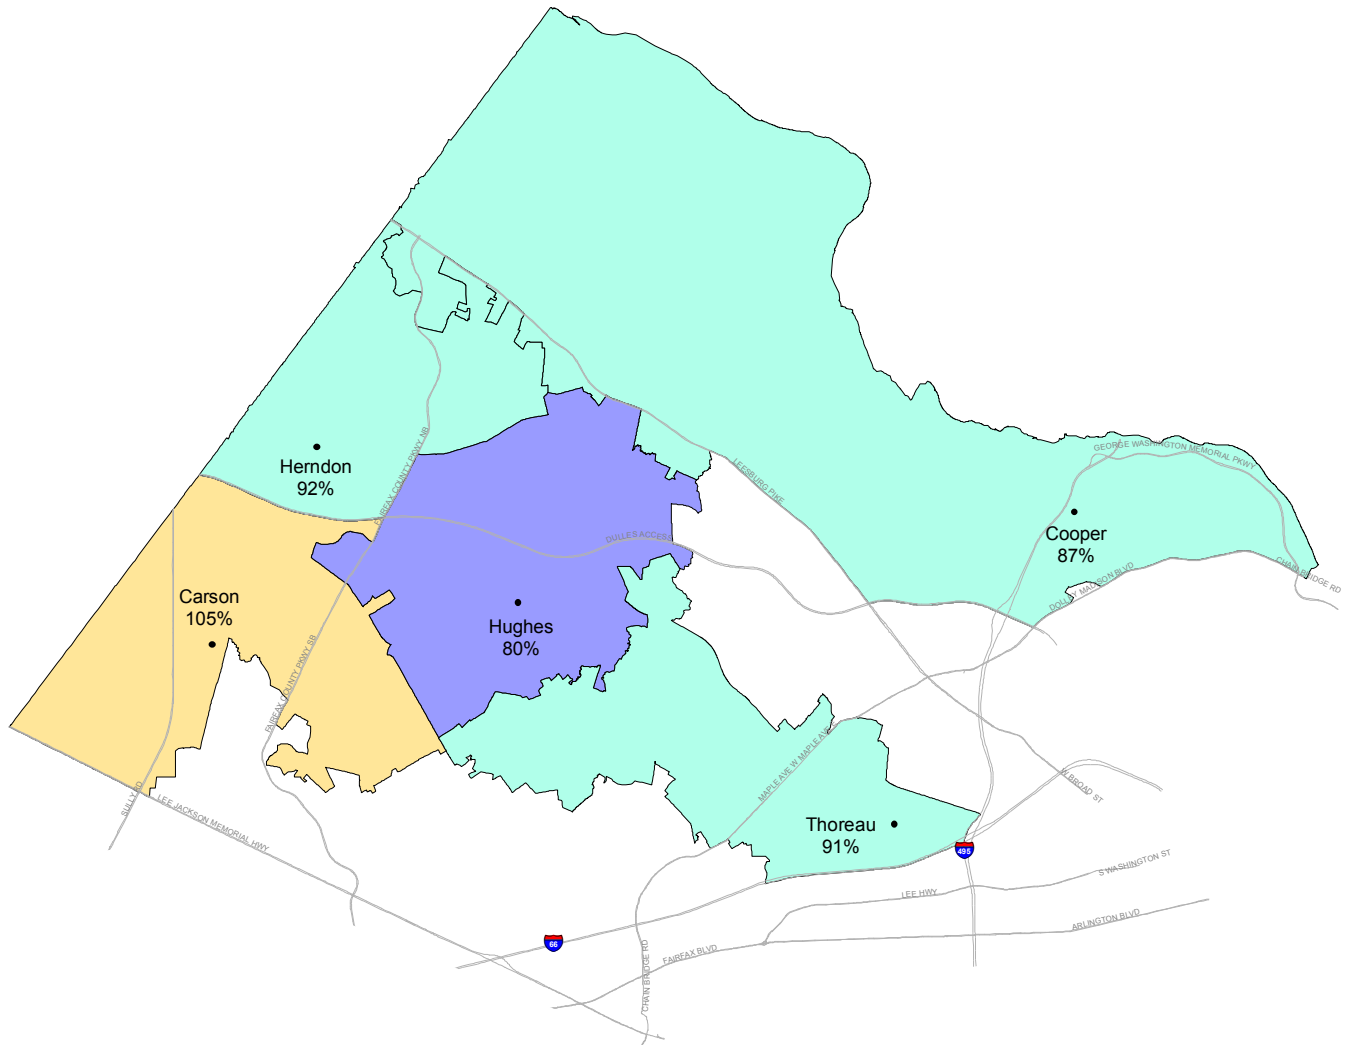 GEORGE WASHINGTON MEMORIAL PKWY
FAIRFAX COUNTY PKWY NB
Herndon
92%
LEESBURG PIKE
Cooper
87%
DULLES ACCESS
CHAIN BRIDGE RD
DOLLEY MADISON BLVD
Carson
105%
Hughes
80%
FAIRFAX COUNTY PKWY SB
MAPLE AVE W MAPLE AVE
W BROAD ST
SULLY RD
LEE JACKSON MEMORIAL HWY
Thoreau
91%
495
S WASHINGTON ST
LEE HWY
ARLINGTON BLVD
66
FAIRFAX BLVD
CHAIN BRIDGE RD